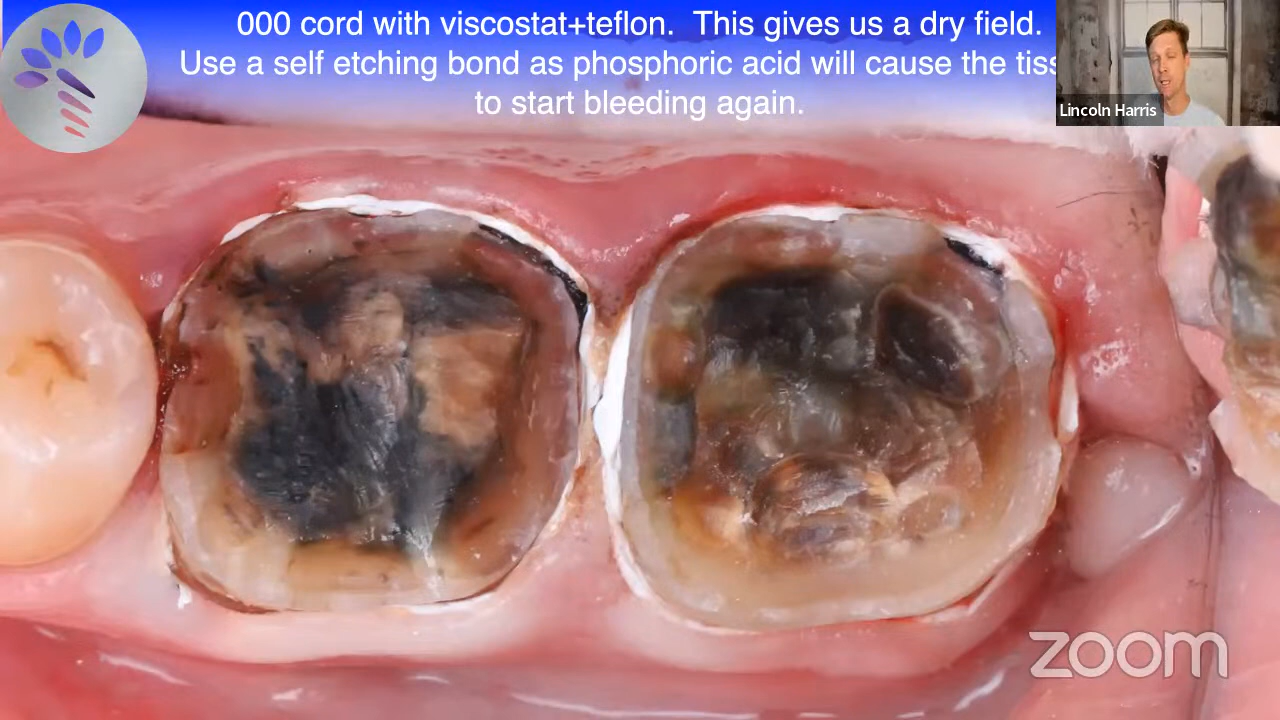 000 cord with viscostat+teflon.  This gives us a dry field.
Use a self etching bond as phosphoric acid will cause the tiss
to start bleeding again.
Lincoln Harris
zoom